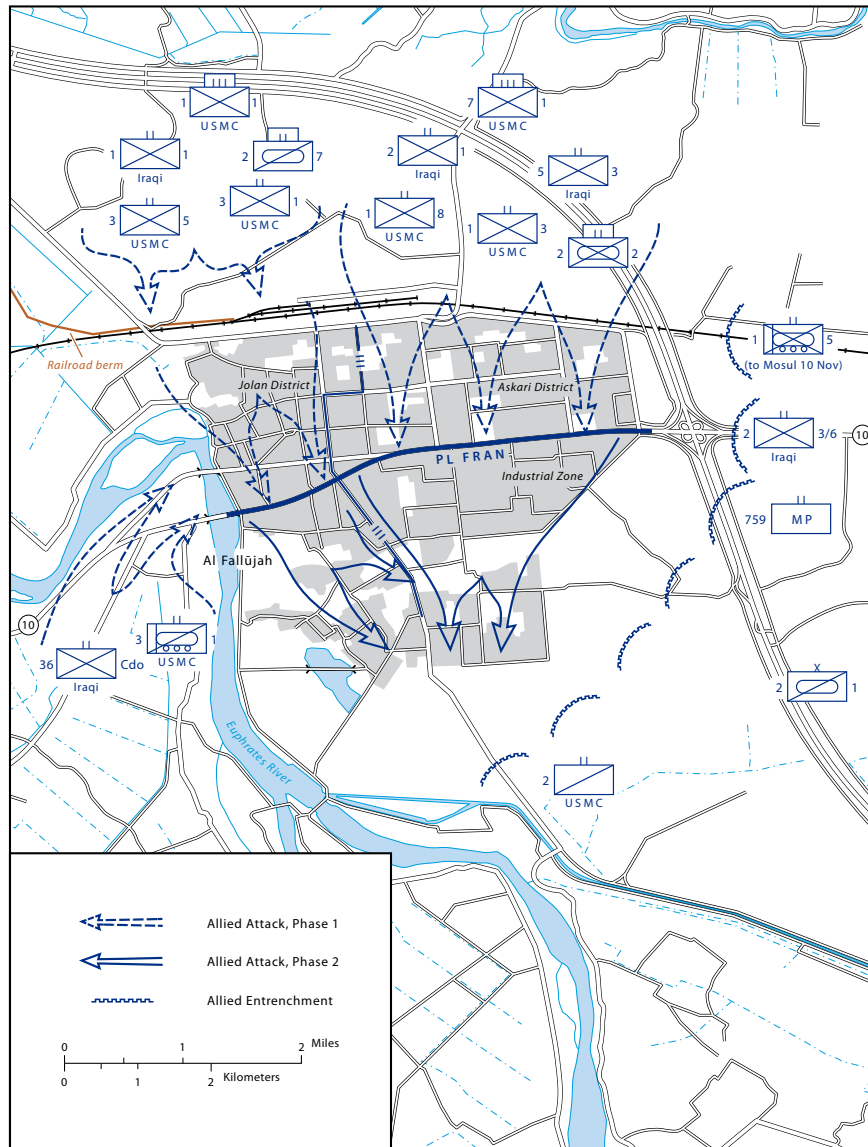 1 1
USMC
7 1
USMC
1 1
Iraqi
2 7
2 1
Iraqi
5 3
Iraqi
3 5
USMC
3 1
USMC
1 8
USMC
1 3
USMC
2 2
1 5
(to Mosul 10 Nov)
Railroad berm
Jolan District
Askari District
2 3/6
Iraqi
10
PL FRAN
Industrial Zone
759 MP
Al Fallūjah
10
3 1
USMC
36 Cdo
Iraqi
X
2 1
Euphrates River
2
USMC
Allied Attack, Phase 1
Allied Attack, Phase 2
Allied Entrenchment
0 1 2 Miles
0 1 2 Kilometers